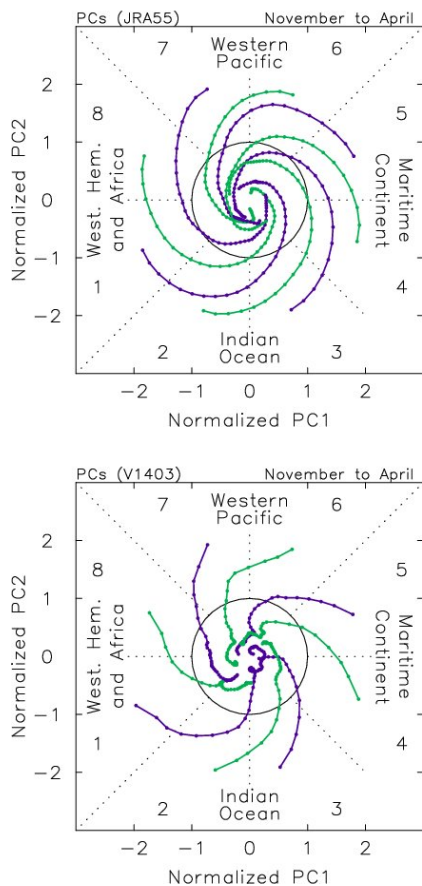 PCs (JRA55) November to April
7 Western Pacific 6
8 5
West. Hem. and Africa
Maritime Continent
1 4
2 Indian Ocean 3
2
1
0
−1
−2
Normalized PC2
−2 −1 0 1 2
Normalized PC1
PCs (V1403) November to April
7 Western Pacific 6
8 5
West. Hem. and Africa
Maritime Continent
1 4
2 Indian Ocean 3
2
1
0
−1
−2
Normalized PC2
−2 −1 0 1 2
Normalized PC1